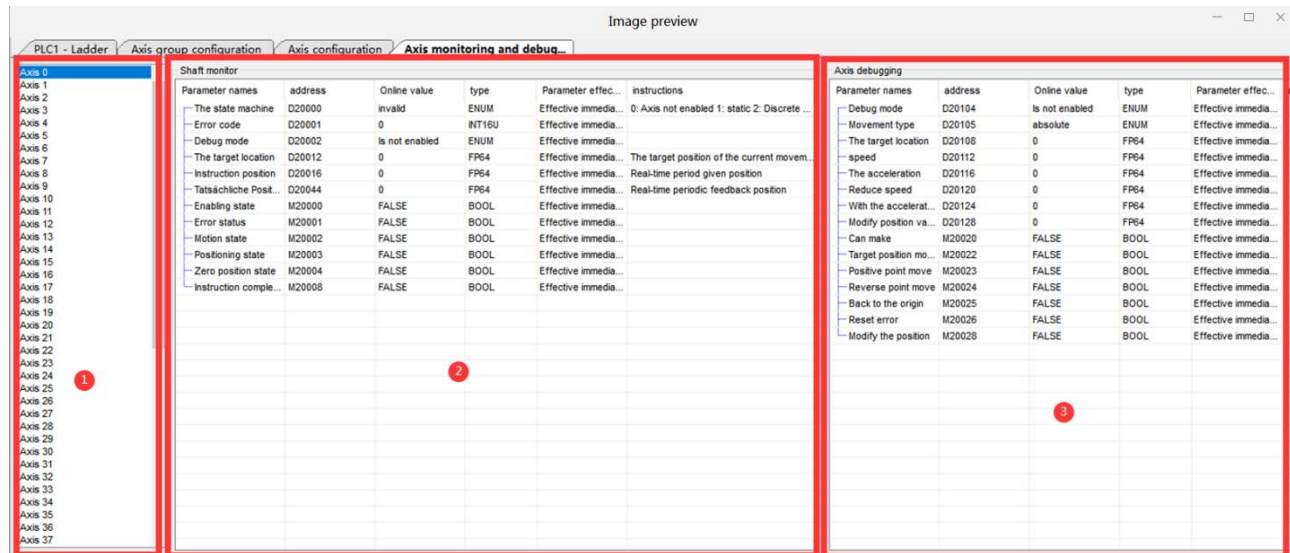 Image preview
PLC1 - Ladder Axis group configuration Axis configuration Axis monitoring and debug...
Axis 0
Axis 1
Axis 2
Axis 3
Axis 4
Axis 5
Axis 6
Axis 7
Axis 8
Axis 9
Axis 10
Axis 11
Axis 12
Axis 13
Axis 14
Axis 15
Axis 16
Axis 17
Axis 18
Axis 19
Axis 20
Axis 21
Axis 22
Axis 23
Axis 24
Axis 25
Axis 26
Axis 27
Axis 28
Axis 29
Axis 30
Axis 31
Axis 32
Axis 33
Axis 34
Axis 35
Axis 36
Axis 37
1
Shaft monitor
Parameter names address Online value type Parameter effec... instructions
The state machine D20000 invalid ENUM Effective immedia... 0: Axis not enabled 1: static 2: Discrete ...
Error code D20001 0 INT16U Effective immedia...
Debug mode D20002 Is not enabled ENUM Effective immedia...
The target location D20012 0 FP64 Effective immedia... The target position of the current movem...
Instruction position D20016 0 FP64 Effective immedia... Real-time period given position
Tatsächliche Posit... D20044 0 FP64 Effective immedia... Real-time periodic feedback position
Enabling state M20000 FALSE BOOL Effective immedia...
Error status M20001 FALSE BOOL Effective immedia...
Motion state M20002 FALSE BOOL Effective immedia...
Positioning state M20003 FALSE BOOL Effective immedia...
Zero position state M20004 FALSE BOOL Effective immedia...
Instruction comple... M20008 FALSE BOOL Effective immedia...
2
Axis debugging
Parameter names address Online value type Parameter effec...
Debug mode D20104 Is not enabled ENUM Effective immedia...
Movement type D20105 absolute ENUM Effective immedia...
The target location D20108 0 FP64 Effective immedia...
speed D20112 0 FP64 Effective immedia...
The acceleration D20116 0 FP64 Effective immedia...
Reduce speed D20120 0 FP64 Effective immedia...
With the accelerat... D20124 0 FP64 Effective immedia...
Modify position va... D20128 0 FP64 Effective immedia...
Can make M20020 FALSE BOOL Effective immedia...
Target position mo... M20022 FALSE BOOL Effective immedia...
Positive point move M20023 FALSE BOOL Effective immedia...
Reverse point move M20024 FALSE BOOL Effective immedia...
Back to the origin M20025 FALSE BOOL Effective immedia...
Reset error M20026 FALSE BOOL Effective immedia...
Modify the position M20028 FALSE BOOL Effective immedia...
3